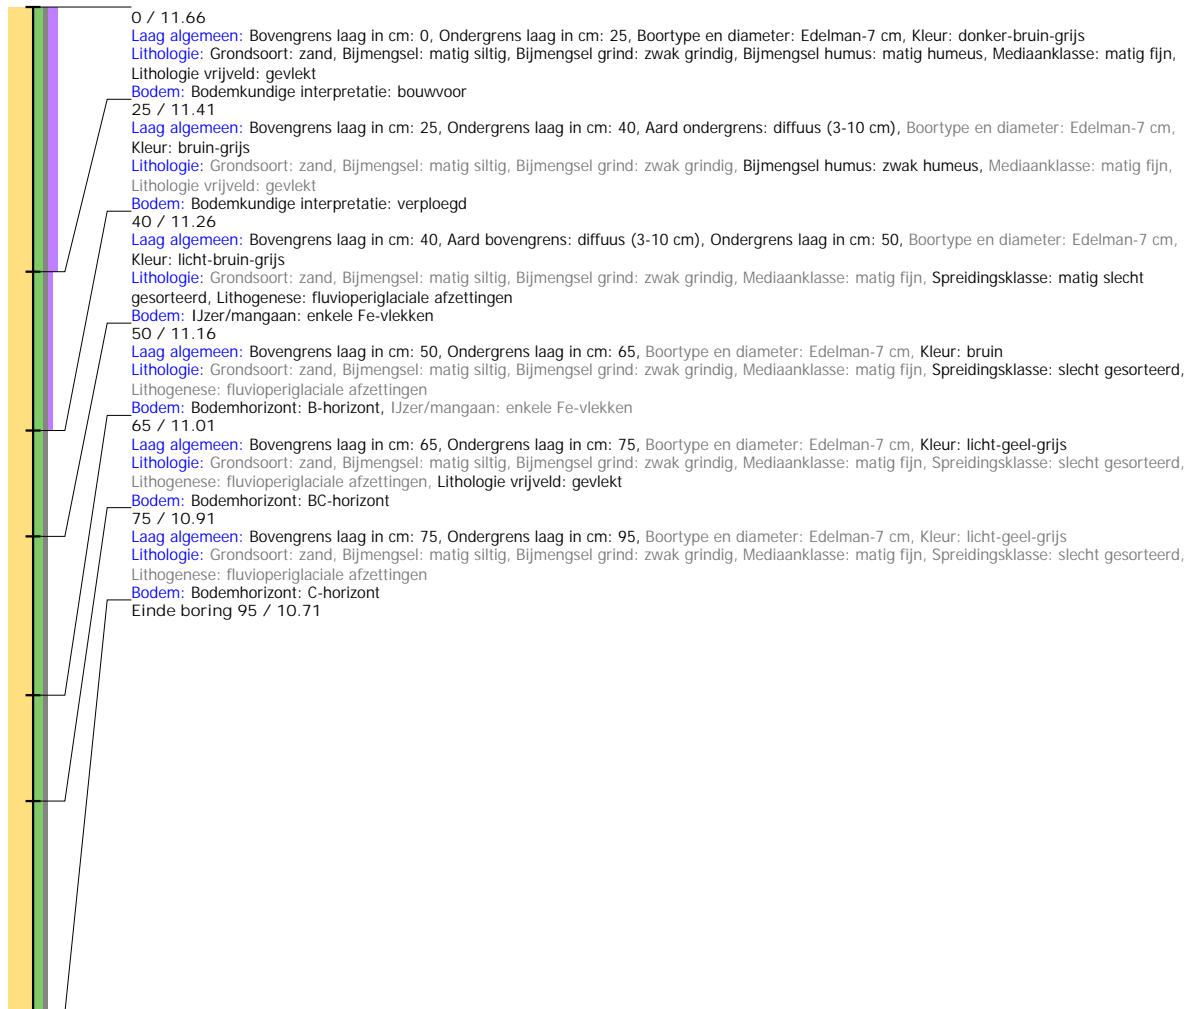 0 / 11.66
Laag algemeen: Bovengrens laag in cm: 0, Ondergrens laag in cm: 25, Boortype en diameter: Edelman-7 cm, Kleur: donker-bruin-grijs
Lithologie: Grondsoort: zand, Bijmengsel: matig siltig, Bijmengsel grind: zwak grindig, Bijmengsel humus: matig humeus, Mediaanklasse: matig fijn,
Lithologie vrijveld: gevlekt
Bodem: Bodemkundige interpretatie: bouwvoor
25 / 11.41
Laag algemeen: Bovengrens laag in cm: 25, Ondergrens laag in cm: 40, Aard ondergrens: diffuus (3-10 cm), Boortype en diameter: Edelman-7 cm,
Kleur: bruin-grijs
Lithologie: Grondsoort: zand, Bijmengsel: matig siltig, Bijmengsel grind: zwak grindig, Bijmengsel humus: zwak humeus, Mediaanklasse: matig fijn,
Lithologie vrijveld: gevlekt
Bodem: Bodemkundige interpretatie: verploegd
40 / 11.26
Laag algemeen: Bovengrens laag in cm: 40, Aard bovengrens: diffuus (3-10 cm), Ondergrens laag in cm: 50, Boortype en diameter: Edelman-7 cm,
Kleur: licht-bruin-grijs
Lithologie: Grondsoort: zand, Bijmengsel: matig siltig, Bijmengsel grind: zwak grindig, Mediaanklasse: matig fijn, Spreidingsklasse: matig slecht
gesorteerd, Lithogenese: fluvioperiglaciale afzettingen
Bodem: IJzer/mangaan: enkele Fe-vlekken
50 / 11.16
Laag algemeen: Bovengrens laag in cm: 50, Ondergrens laag in cm: 65, Boortype en diameter: Edelman-7 cm, Kleur: bruin
Lithologie: Grondsoort: zand, Bijmengsel: matig siltig, Bijmengsel grind: zwak grindig, Mediaanklasse: matig fijn, Spreidingsklasse: slecht gesorteerd,
Lithogenese: fluvioperiglaciale afzettingen
Bodem: Bodemhorizont: B-horizont, IJzer/mangaan: enkele Fe-vlekken
65 / 11.01
Laag algemeen: Bovengrens laag in cm: 65, Ondergrens laag in cm: 75, Boortype en diameter: Edelman-7 cm, Kleur: licht-geel-grijs
Lithologie: Grondsoort: zand, Bijmengsel: matig siltig, Bijmengsel grind: zwak grindig, Mediaanklasse: matig fijn, Spreidingsklasse: slecht gesorteerd,
Lithogenese: fluvioperiglaciale afzettingen, Lithologie vrijveld: gevlekt
Bodem: Bodemhorizont: BC-horizont
75 / 10.91
Laag algemeen: Bovengrens laag in cm: 75, Ondergrens laag in cm: 95, Boortype en diameter: Edelman-7 cm, Kleur: licht-geel-grijs
Lithologie: Grondsoort: zand, Bijmengsel: matig siltig, Bijmengsel grind: zwak grindig, Mediaanklasse: matig fijn, Spreidingsklasse: slecht gesorteerd,
Lithogenese: fluvioperiglaciale afzettingen
Bodem: Bodemhorizont: C-horizont
Einde boring 95 / 10.71